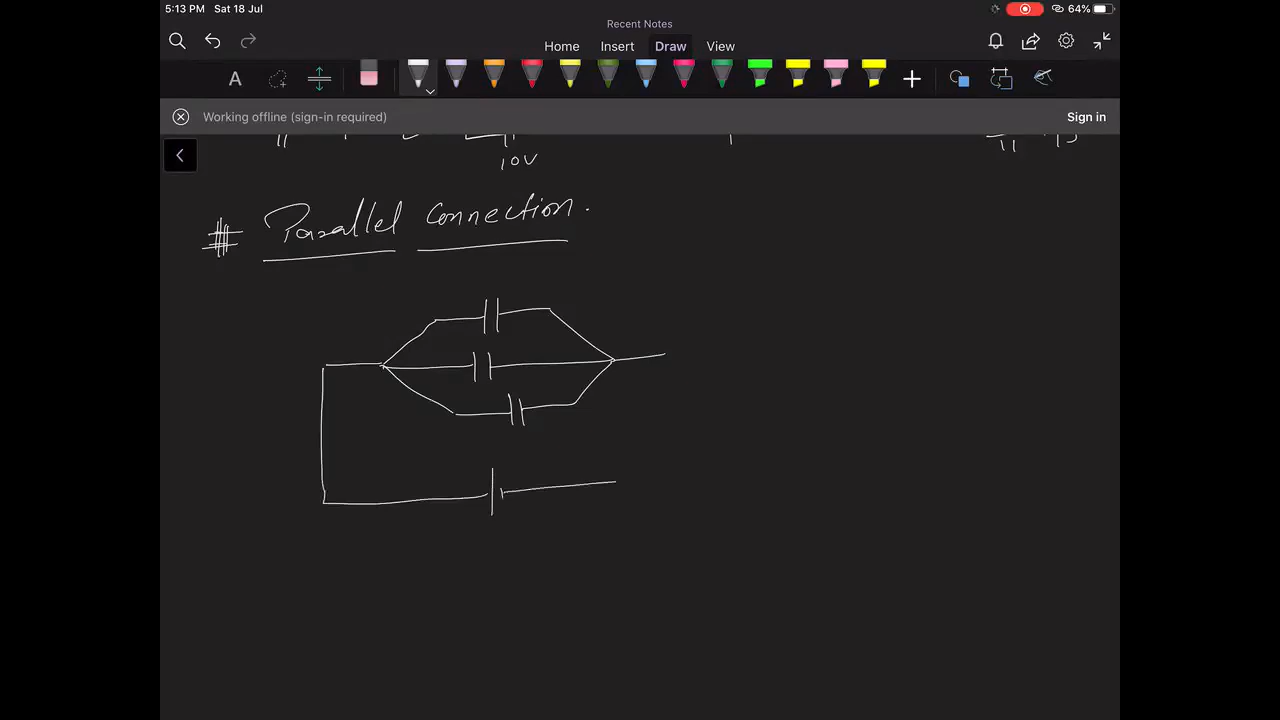 5:13 PM Sat 18 Jul 64%
Recent Notes
Home Insert Draw View
A
Working offline (sign-in required) Sign in
10V
# Parallel Connection.